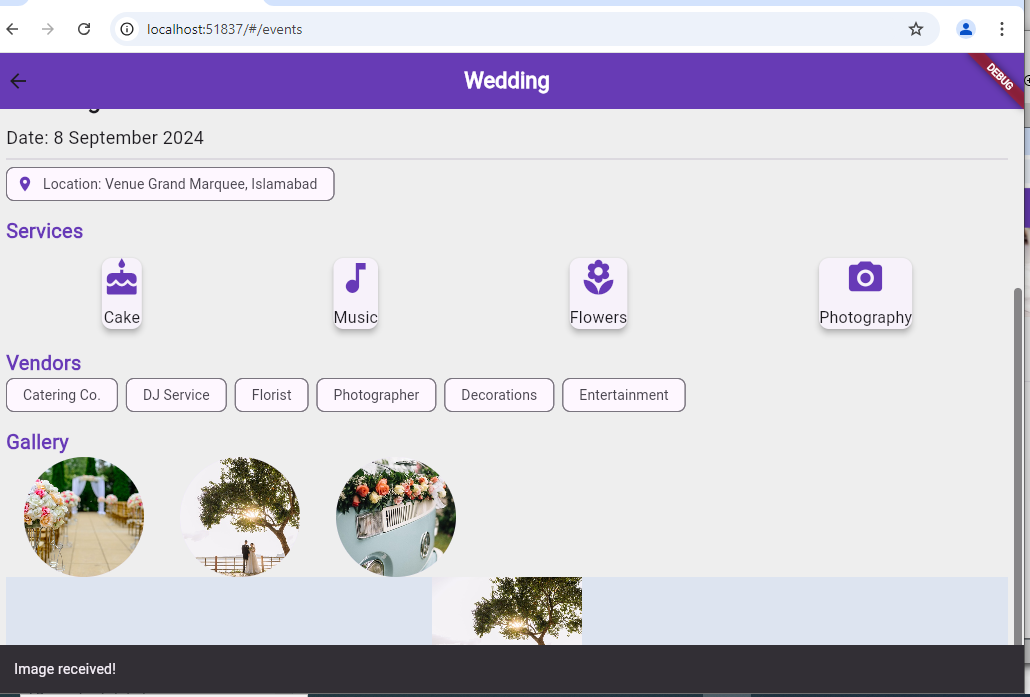 localhost:51837/#/events
Wedding
DEBUG
Date: 8 September 2024
Location: Venue Grand Marquee, Islamabad
Services
Cake
Music
Flowers
Photography
Vendors
Catering Co.
DJ Service
Florist
Photographer
Decorations
Entertainment
Gallery
Image received!